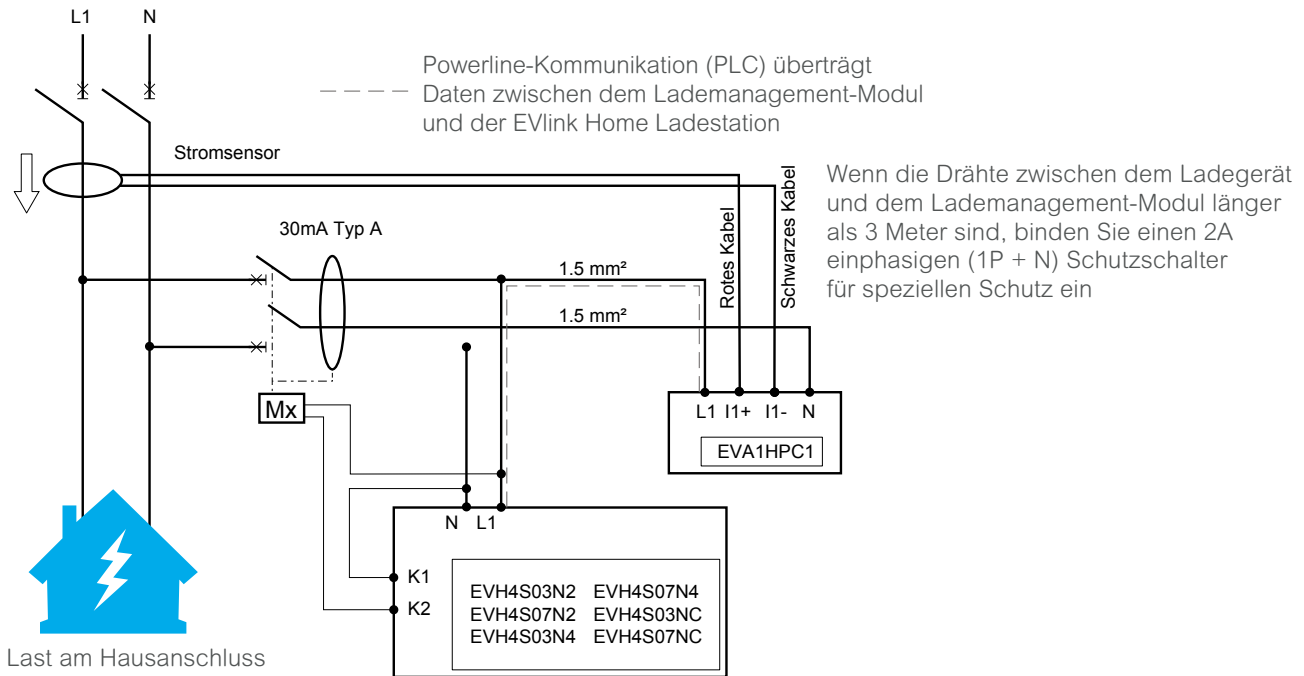 L1 N
Powerline-Kommunikation (PLC) überträgt
Daten zwischen dem Lademanagement-Modul
und der EVlink Home Ladestation
Stromsensor
Rotes Kabel
Schwarzes Kabel
Wenn die Drähte zwischen dem Ladegerät
und dem Lademanagement-Modul länger
als 3 Meter sind, binden Sie einen 2A
einphasigen (1P + N) Schutzschalter
für speziellen Schutz ein
30mA Typ A
1.5 mm²
1.5 mm²
Mx
L1 I1+ I1- N
EVA1HPC1
N L1
K1
K2
EVH4S03N2 EVH4S07N4
EVH4S07N2 EVH4S03NC
EVH4S03N4 EVH4S07NC
Last am Hausanschluss